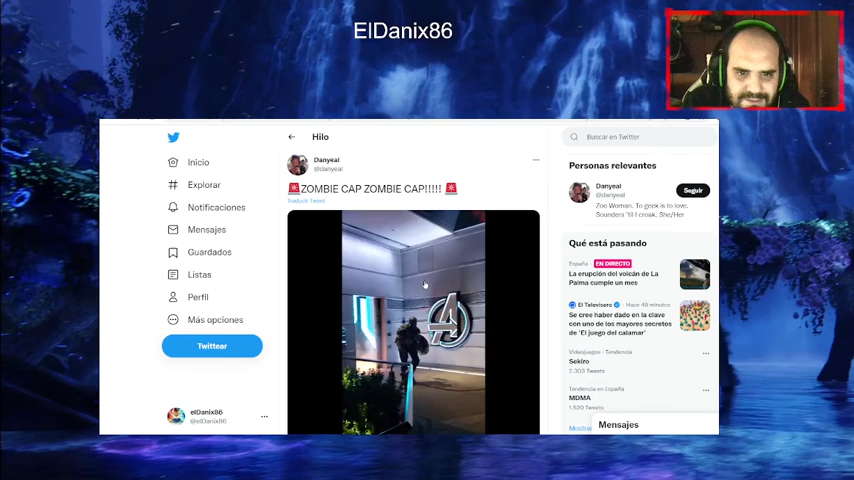 ElDanix86
Inicio
Explorar
Notificaciones
Mensajes
Guardados
Listas
Perfil
Más opciones
Twittear
elDanix86
@elDanix86
Hilo
Danyeal
@danyeal
🚨ZOMBIE CAP ZOMBIE CAP!!!!! 🚨
Traducir Tweet
A
Buscar en Twitter
Personas relevantes
Danyeal
@danyeal
Seguir
Zoo Woman. To geek is to love.
Sounders 'til I croak. She/Her
Qué está pasando
España · EN DIRECTO
La erupción del volcán de La
Palma cumple un mes
El Televisero · Hace 49 minutos
Se cree haber dado en la clave
con uno de los mayores secretos
de 'El juego del calamar'
Videojuegos · Tendencia
Sekiro
2.303 Tweets
Tendencia en España
MDMA
1.520 Tweets
Mensajes